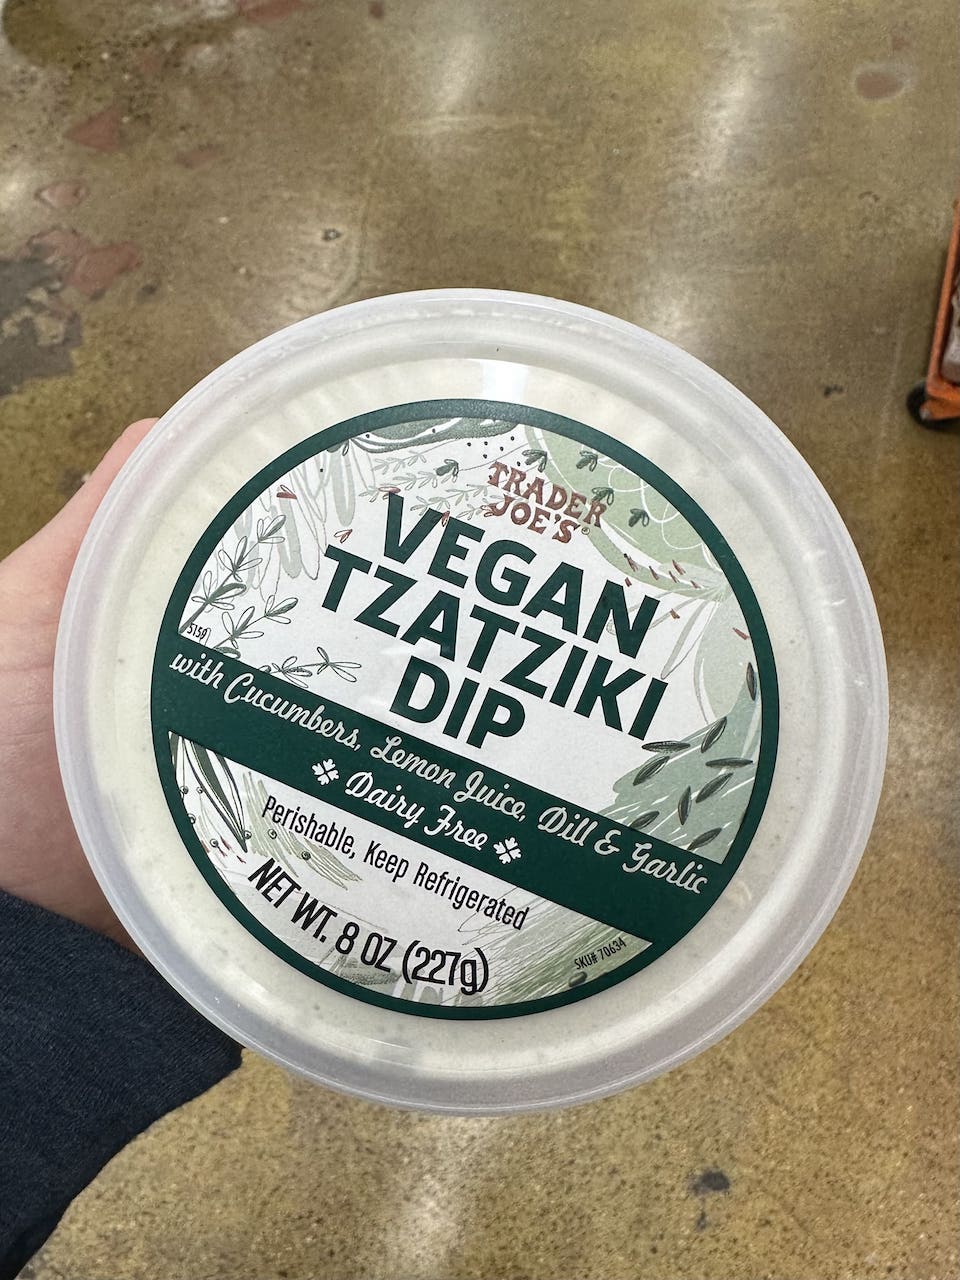 TRADER
JOE'S®
VEGAN
TZATZIKI
DIP
with Cucumbers, Lemon Juice, Dill & Garlic
Dairy Free
Perishable, Keep Refrigerated
NET WT. 8 OZ (227g)
SKU# 70634